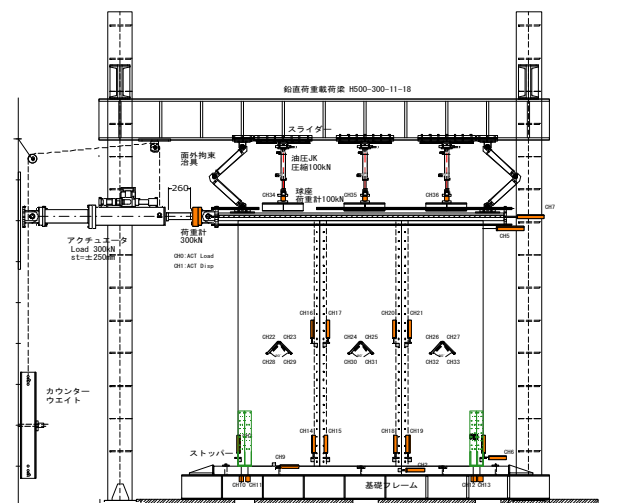 鉛直荷重載荷梁 H500-300-11-18
スライダー
面外拘束
治具
油圧JK
圧縮100kN
球座
荷重計100kN
CH34
CH35
CH36
260
CH7
CH5
アクチュエータ
Load 300kN
st=±250mm
荷重計
300kN
CH0:ACT Load
CH1:ACT Disp
CH16
CH17
CH20
CH21
CH22
CH23
CH24
CH25
CH26
CH27
CH28
CH29
CH30
CH31
CH32
CH33
カウンター
ウエイト
CH14
CH15
CH18
CH19
ストッパー
CH9
CH6
CH10
CH11
基礎フレーム
CH12
CH13